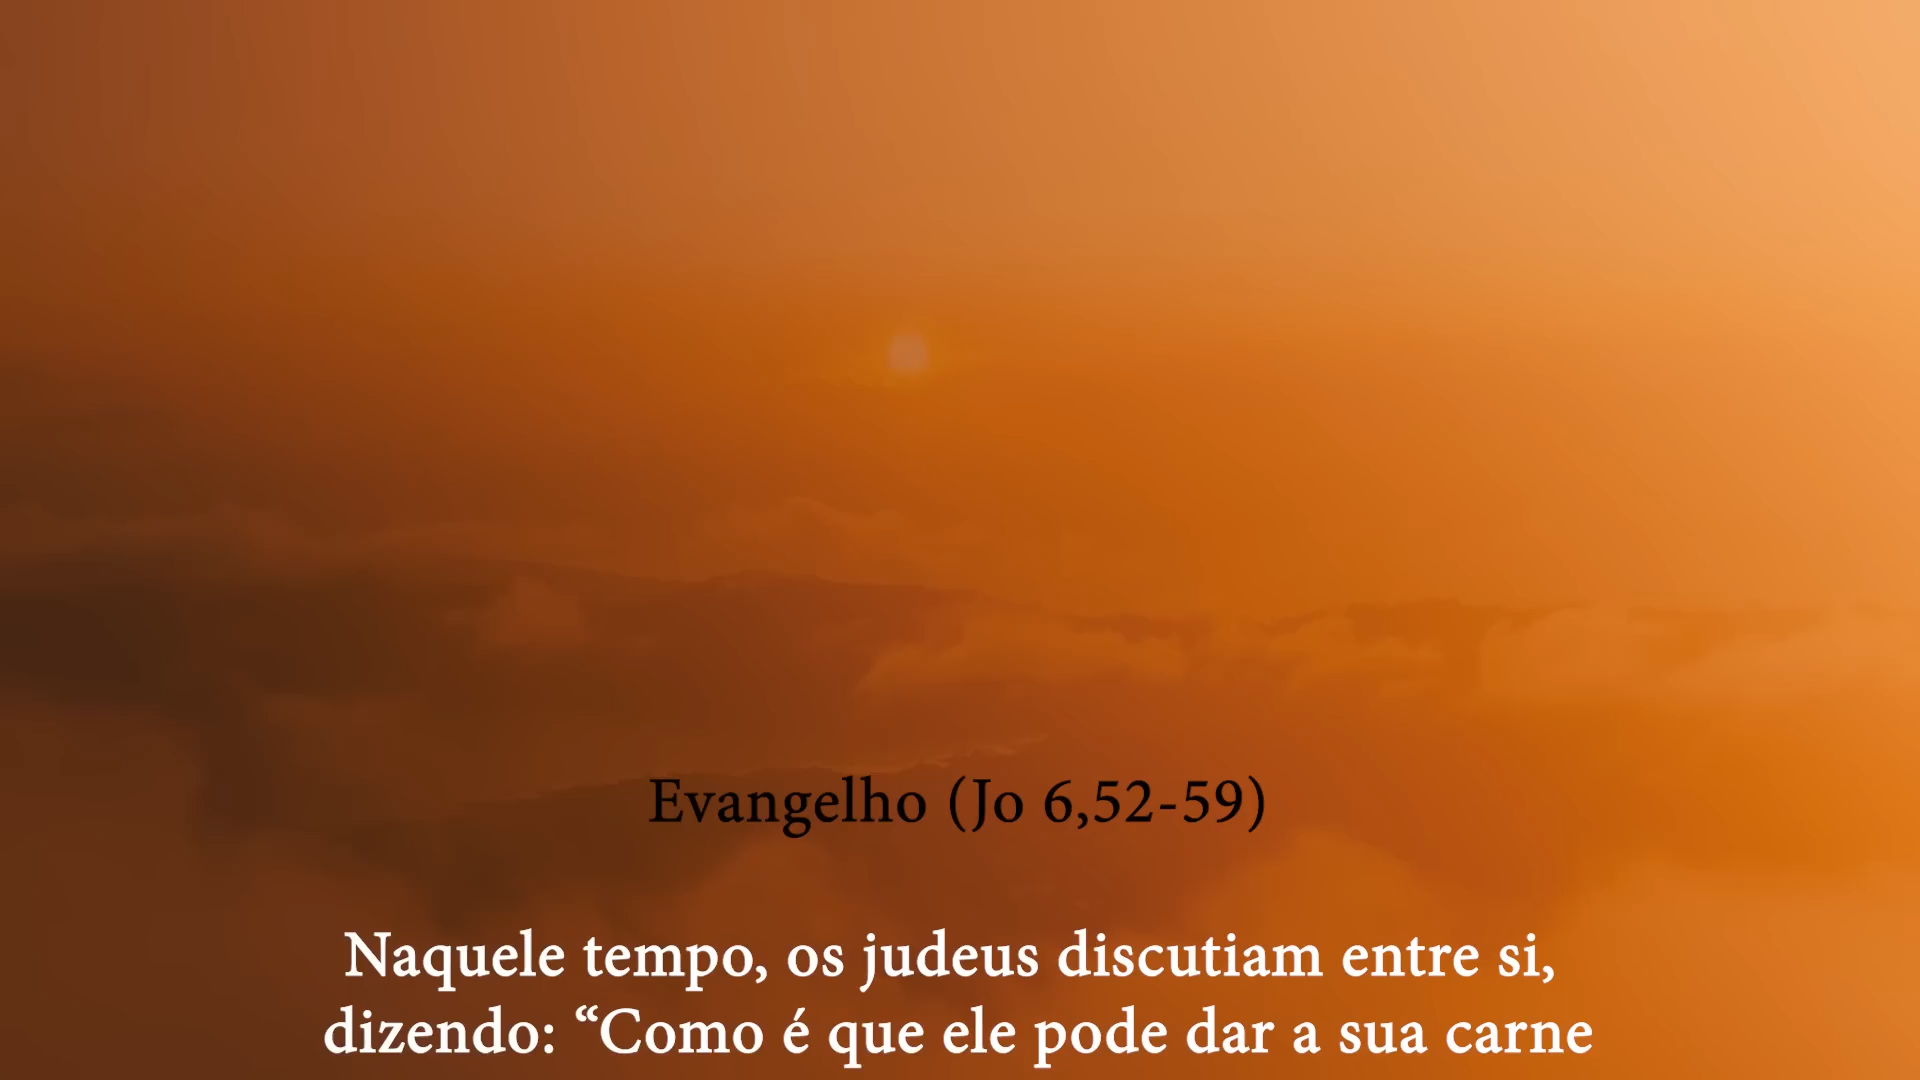 Evangelho (Jo 6,52-59)
Naquele tempo, os judeus discutiam entre si,
dizendo: “Como é que ele pode dar a sua carne